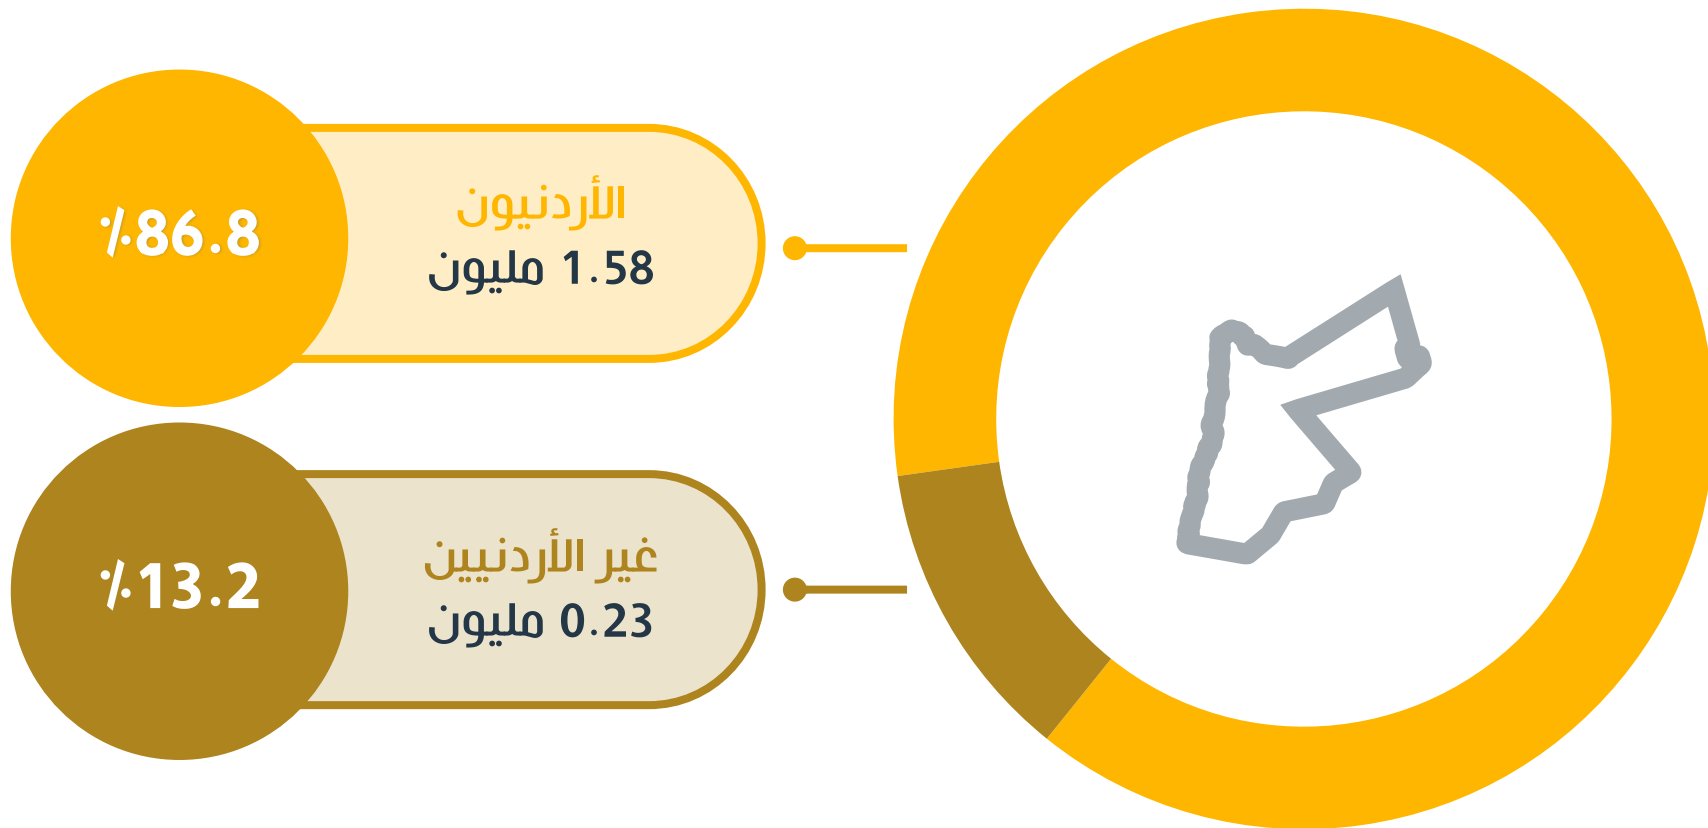 الأردنيون
1.58 مليون
٪86.8
غير الأردنيين
0.23 مليون
٪13.2